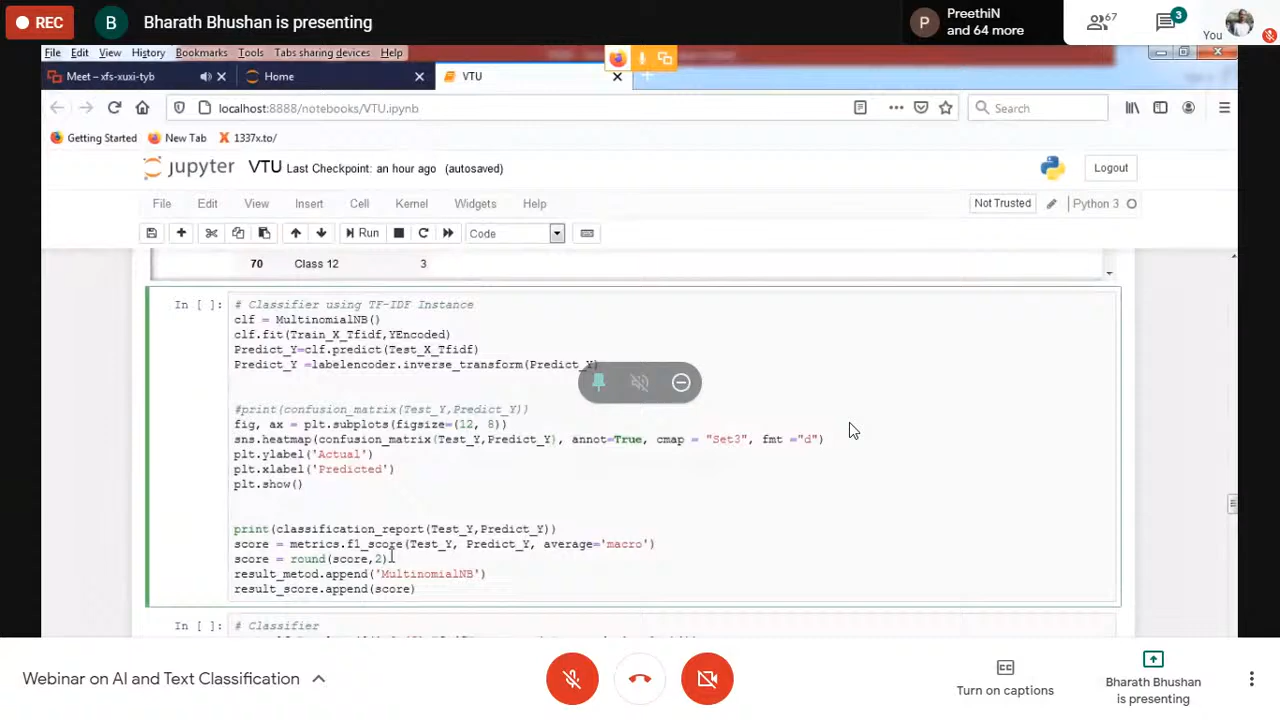 REC
B
Bharath Bhushan is presenting
P
PreethiN
and 64 more
67
3
You
File Edit View History Bookmarks Tools Tabs sharing devices Help
Meet – xfs-xuxi-tyb
Home
VTU
localhost:8888/notebooks/VTU.ipynb
Search
Getting Started
New Tab
1337x.to/
jupyter
VTU Last Checkpoint: an hour ago (autosaved)
Logout
File Edit View Insert Cell Kernel Widgets Help
Not Trusted
Python 3
Run
Code
70 Class 12 3
In [ ]:
# Classifier using TF-IDF Instance
clf = MultinomialNB()
clf.fit(Train_X_Tfidf,YEncoded)
Predict_Y=clf.predict(Test_X_Tfidf)
Predict_Y =labelencoder.inverse_transform(Predict_Y)
#print(confusion_matrix(Test_Y,Predict_Y))
fig, ax = plt.subplots(figsize=(12, 8))
sns.heatmap(confusion_matrix(Test_Y,Predict_Y), annot=True, cmap = "Set3", fmt ="d")
plt.ylabel('Actual')
plt.xlabel('Predicted')
plt.show()
print(classification_report(Test_Y,Predict_Y))
score = metrics.f1_score(Test_Y, Predict_Y, average='macro')
score = round(score,2)
result_metod.append('MultinomialNB')
result_score.append(score)
In [ ]:
# Classifier
Webinar on AI and Text Classification
Turn on captions
Bharath Bhushan
is presenting